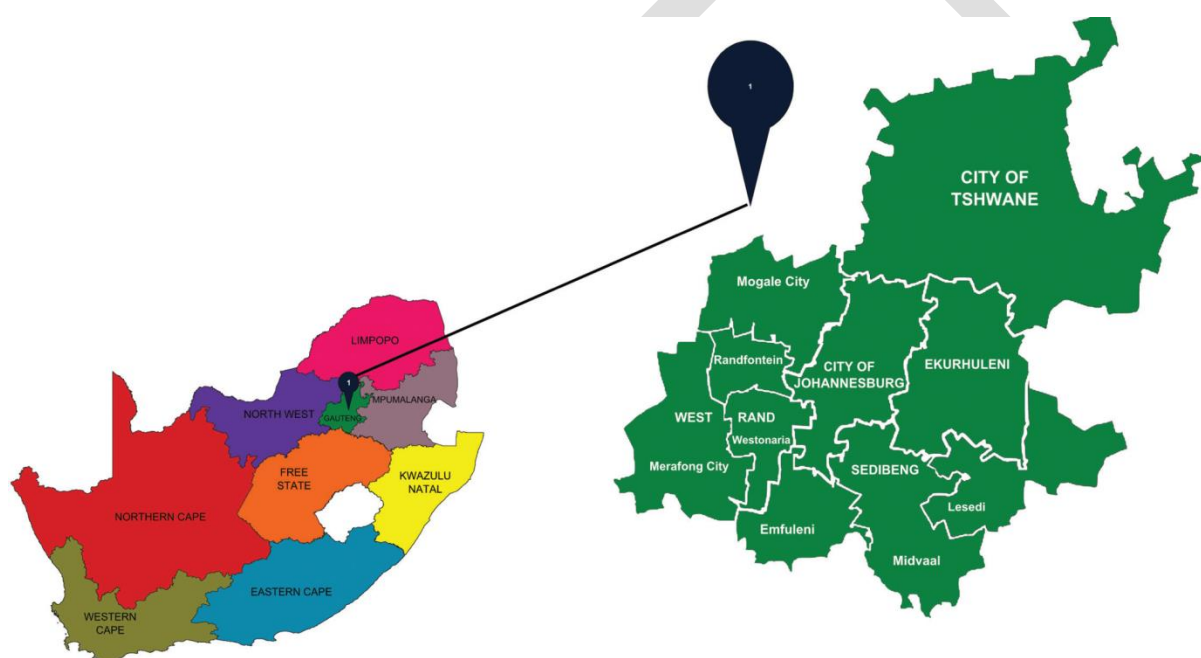 1
CITY OF
TSHWANE
Mogale City
Randfontein
CITY OF
JOHANNESBURG
EKURHULENI
WEST
RAND
Westonaria
Merafong City
SEDIBENG
Lesedi
Emfuleni
Midvaal
LIMPOPO
1
NORTH WEST
GAUTENG
MPUMALANGA
FREE
STATE
KWAZULU
NATAL
NORTHERN CAPE
EASTERN CAPE
WESTERN
CAPE